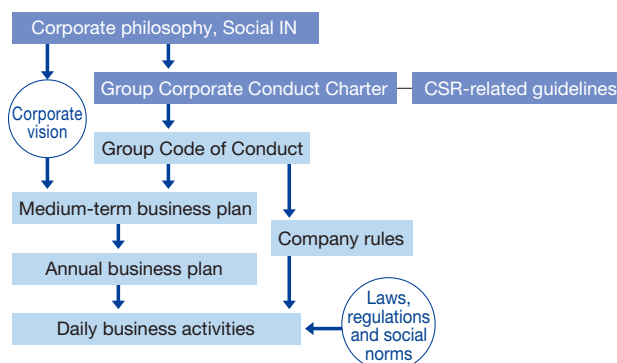 Corporate philosophy, Social IN
Group Corporate Conduct Charter
CSR-related guidelines
Corporate
vision
Group Code of Conduct
Medium-term business plan
Company rules
Annual business plan
Laws,
regulations
and social
norms
Daily business activities